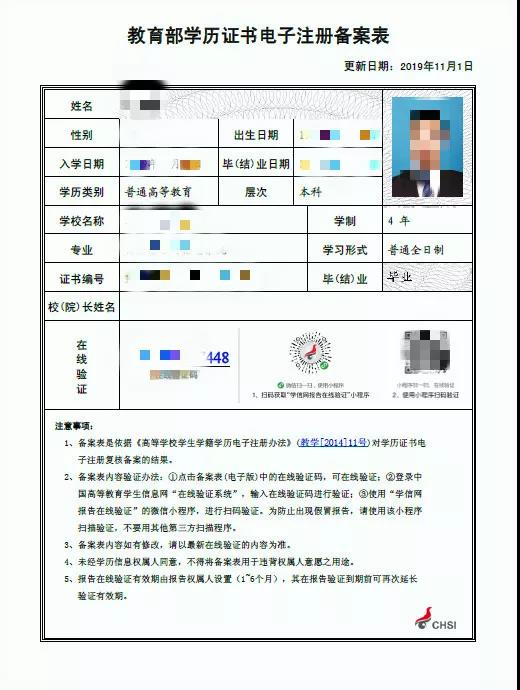 教育部学历证书电子注册备案表
更新日期：2019年11月1日
姓名
性别 出生日期
入学日期 月 毕(结)业日期
学历类别 普通高等教育 层次 本科
学校名称 学制 4 年
专业 学习形式 普通全日制
证书编号 毕(结)业 毕业
校(院)长姓名
在线验证
448
在线验证码
微信扫一扫，使用小程序
1、扫码获取“学信网报告在线验证”小程序
小程序扫一扫，在线验证
2、使用小程序扫码验证
注意事项：
1、备案表是依据《高等学校学生学籍学历电子注册办法》(教学[2014]11号)对学历证书电
子注册复核备案的结果。
2、备案表内容验证办法：①点击备案表(电子版)中的在线验证码，可在线验证；②登录中
国高等教育学生信息网“在线验证系统”，输入在线验证码进行验证；③使用“学信网
报告在线验证”的微信小程序，进行扫码验证。为防止出现假冒报告，请使用该小程序
扫描验证，不要用其他第三方扫描程序。
3、备案表内容如有修改，请以最新在线验证的内容为准。
4、未经学历信息权属人同意，不得将备案表用于违背权属人意愿之用途。
5、报告在线验证有效期由报告权属人设置（1~6个月），其在报告验证到期前可再次延长
验证有效期。
CHSI